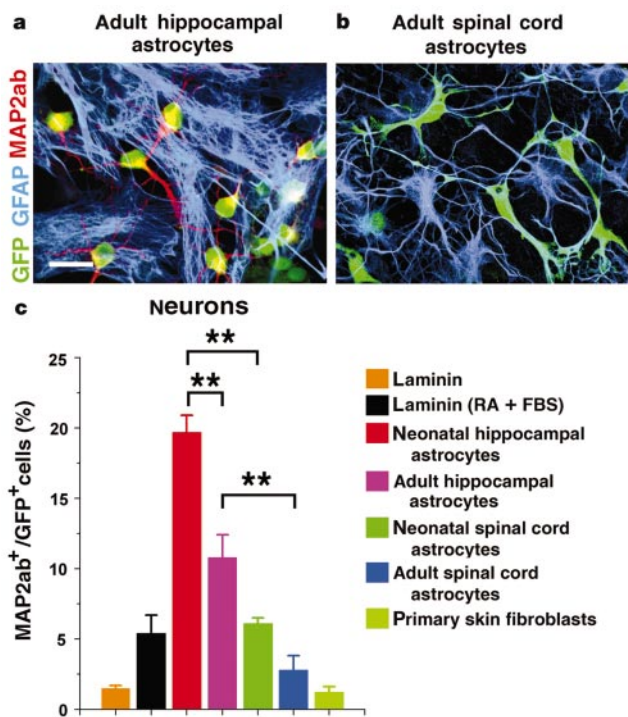 a
Adult hippocampal
astrocytes
b
Adult spinal cord
astrocytes
GFP GFAP MAP2ab
c
Neurons
MAP2ab+/GFP+cells (%)
25
20
15
10
5
0
**
**
**
Laminin
Laminin (RA + FBS)
Neonatal hippocampal
astrocytes
Adult hippocampal
astrocytes
Neonatal spinal cord
astrocytes
Adult spinal cord
astrocytes
Primary skin fibroblasts